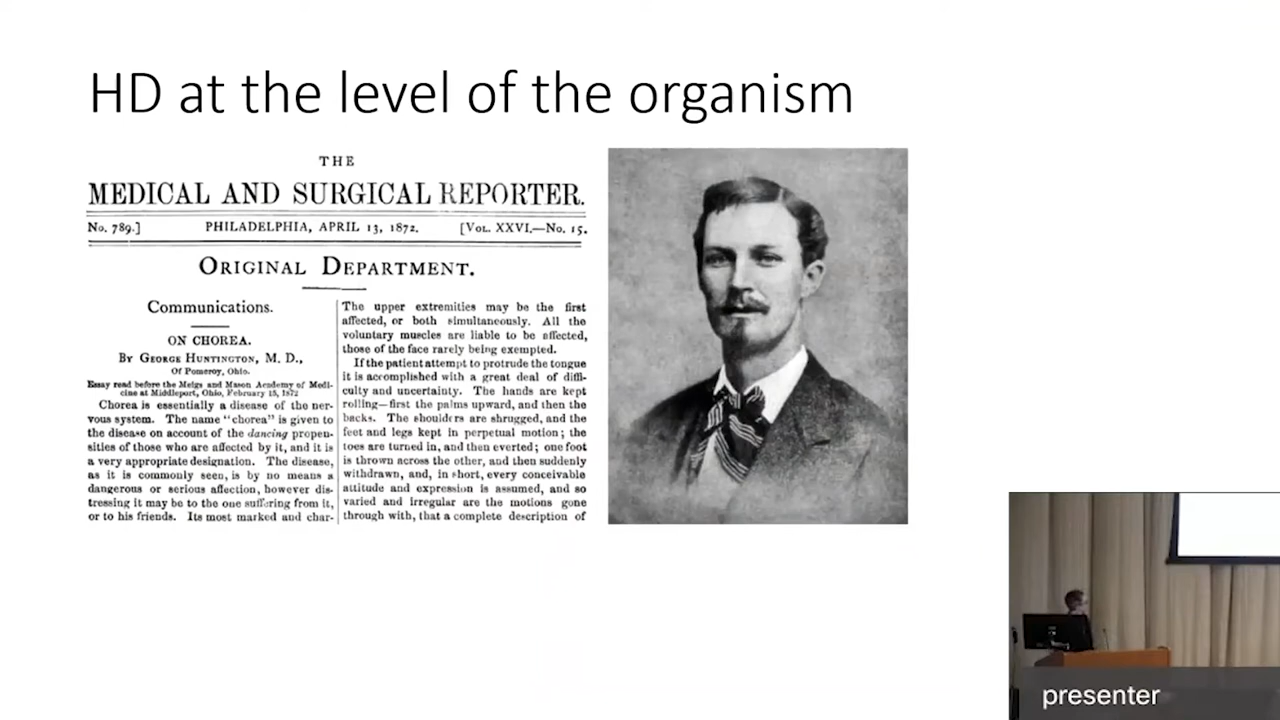 HD at the level of the organism
THE
MEDICAL AND SURGICAL REPORTER.
No. 789.] PHILADELPHIA, APRIL 13, 1872. [VOL. XXVI.—No. 15.
ORIGINAL DEPARTMENT.
Communications.
ON CHOREA.
BY GEORGE HUNTINGTON, M. D.,
Of Pomeroy, Ohio.
Essay read before the Meigs and Mason Academy of Medi-
cine at Middleport, Ohio, February 15, 1872
Chorea is essentially a disease of the ner-
vous system. The name "chorea" is given to
the disease on account of the dancing propen-
sities of those who are affected by it, and it is
a very appropriate designation. The disease,
as it is commonly seen, is by no means a
dangerous or serious affection, however dis-
tressing it may be to the one suffering from it,
or to his friends. Its most marked and char-
The upper extremities may be the first
affected, or both simultaneously. All the
voluntary muscles are liable to be affected,
those of the face rarely being exempted.
If the patient attempt to protrude the tongue
it is accomplished with a great deal of diffi-
culty and uncertainty. The hands are kept
rolling—first the palms upward, and then the
backs. The shoulders are shrugged, and the
feet and legs kept in perpetual motion; the
toes are turned in, and then everted; one foot
is thrown across the other, and then suddenly
withdrawn, and, in short, every conceivable
attitude and expression is assumed, and so
varied and irregular are the motions gone
through with, that a complete description of
presenter